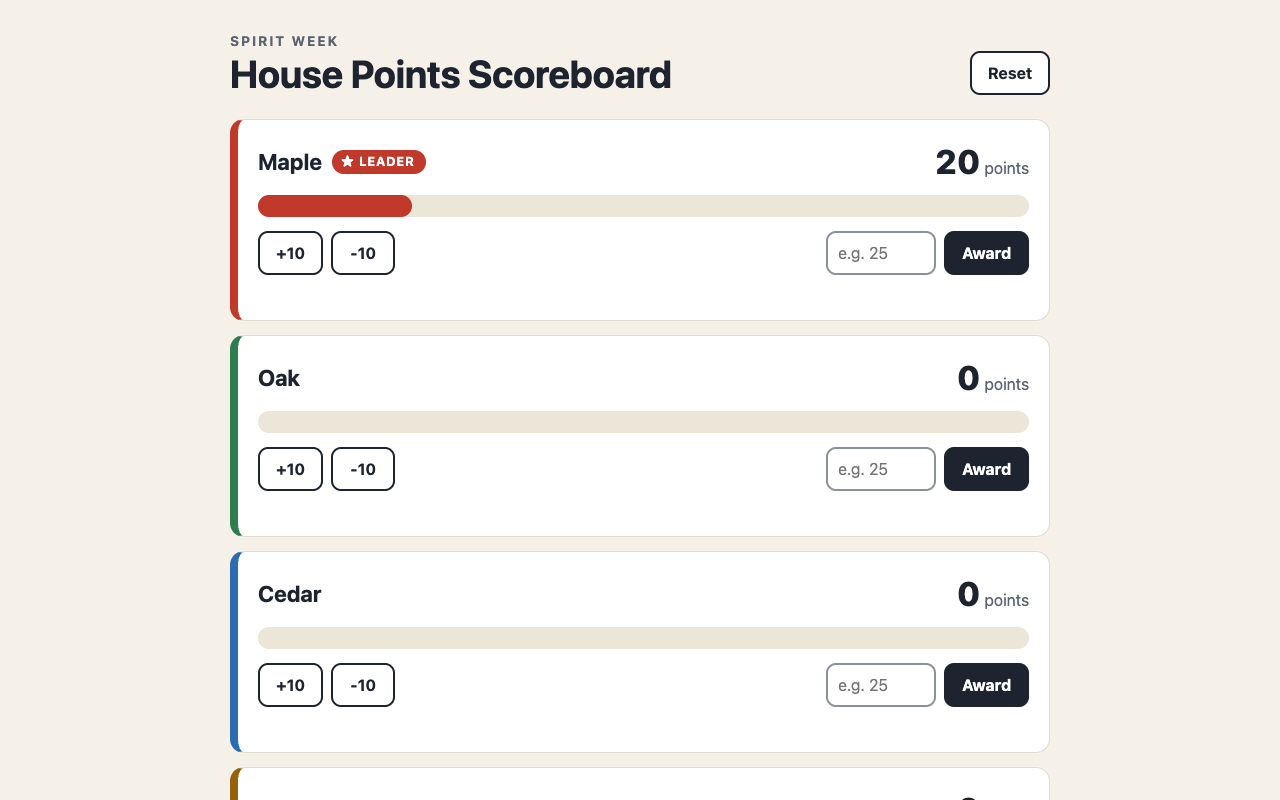 SPIRIT WEEK
House Points Scoreboard
Reset
Maple
LEADER
20 points
+10
-10
e.g. 25
Award
Oak
0 points
+10
-10
e.g. 25
Award
Cedar
0 points
+10
-10
e.g. 25
Award